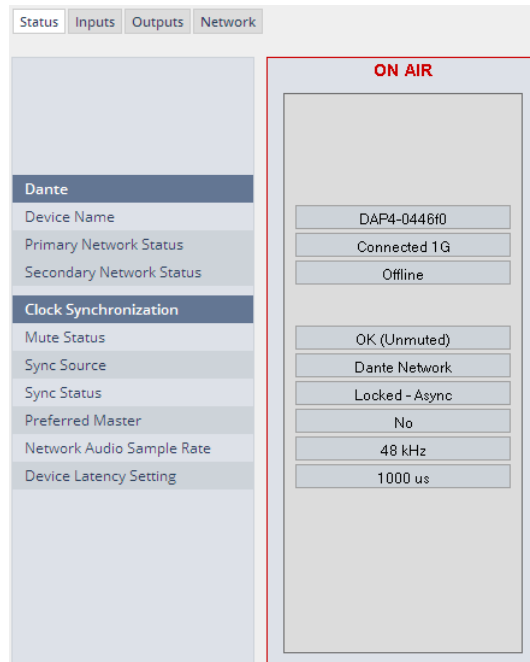 Status Inputs Outputs Network
ON AIR
Dante
Device Name DAP4-0446f0
Primary Network Status Connected 1G
Secondary Network Status Offline
Clock Synchronization
Mute Status OK (Unmuted)
Sync Source Dante Network
Sync Status Locked - Async
Preferred Master No
Network Audio Sample Rate 48 kHz
Device Latency Setting 1000 us